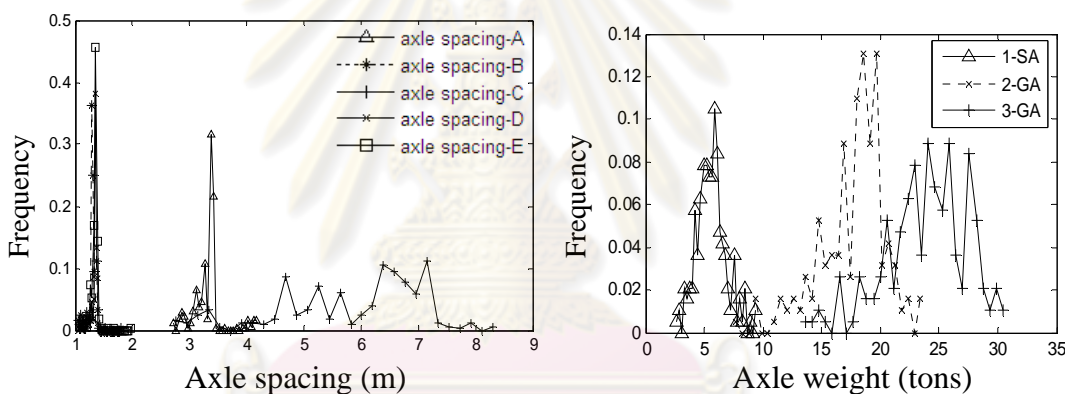 0.5
0.4
0.3
0.2
0.1
0
1 2 3 4 5 6 7 8 9
Frequency
Axle spacing (m)
axle spacing-A
axle spacing-B
axle spacing-C
axle spacing-D
axle spacing-E
0.14
0.12
0.1
0.08
0.06
0.04
0.02
0
0 5 10 15 20 25 30 35
Frequency
Axle weight (tons)
1-SA
2-GA
3-GA